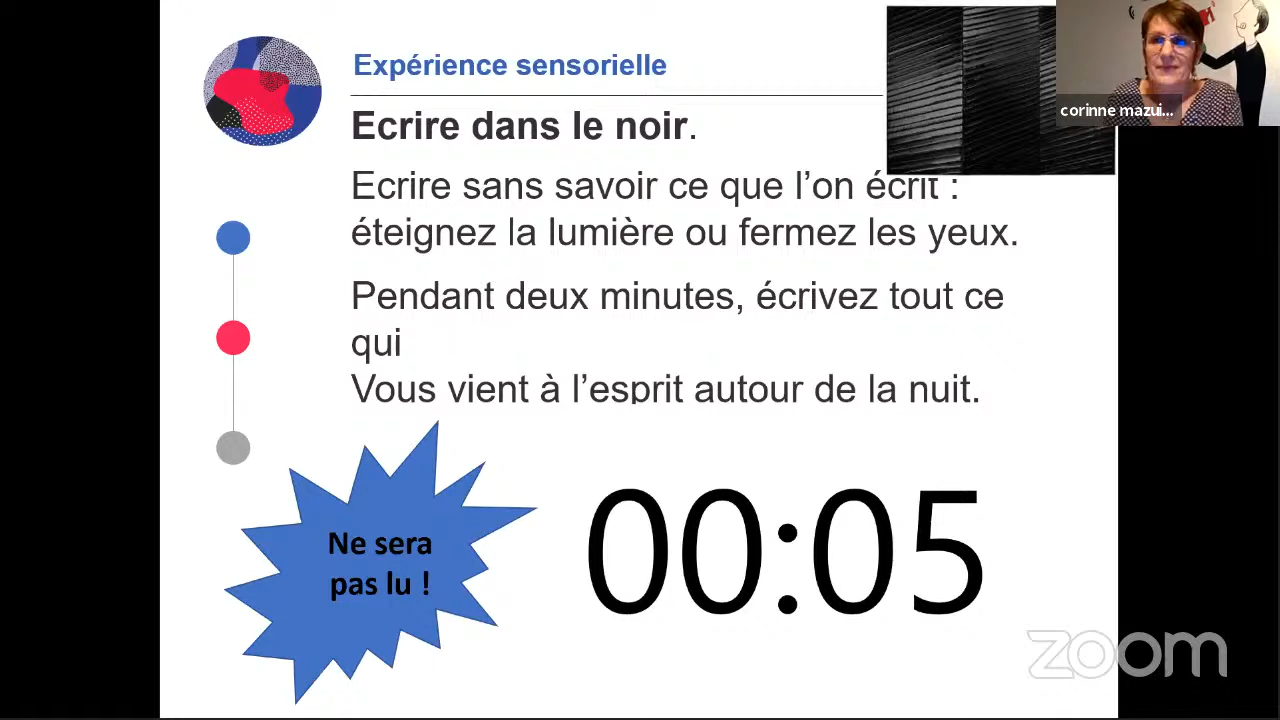 Expérience sensorielle
Ecrire dans le noir.
Ecrire sans savoir ce que l’on écrit :
éteignez la lumière ou fermez les yeux.
Pendant deux minutes, écrivez tout ce
qui
Vous vient à l’esprit autour de la nuit.
Ne sera
pas lu !
00:05
corinne mazui...
zoom